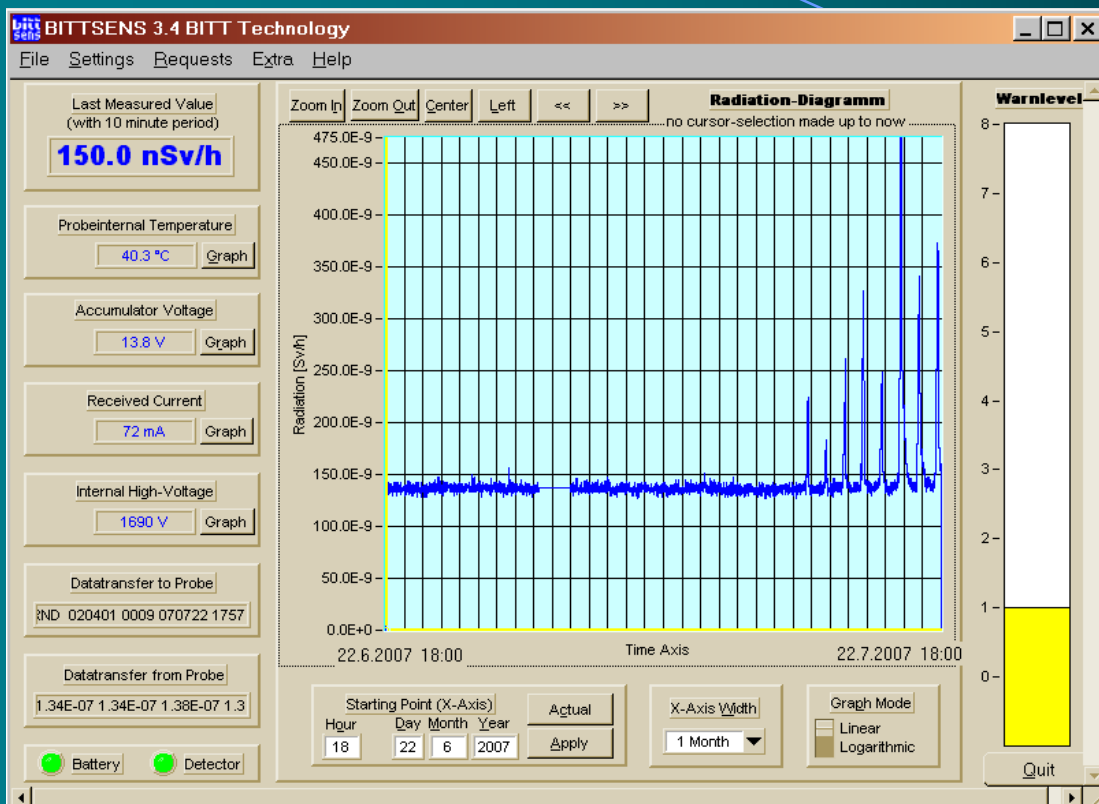 bitt
sens
BITTSENS 3.4 BITT Technology
File Settings Requests Extra Help
Last Measured Value
(with 10 minute period)
150.0 nSv/h
Probeinternal Temperature
40.3 °C Graph
Accumulator Voltage
13.8 V Graph
Received Current
72 mA Graph
Internal High-Voltage
1690 V Graph
Datatransfer to Probe
RND 020401 0009 070722 1757
Datatransfer from Probe
1.34E-07 1.34E-07 1.38E-07 1.3
Battery Detector
Zoom In Zoom Out Center Left << >>
Radiation-Diagramm
no cursor-selection made up to now
475.0E-9
450.0E-9
400.0E-9
350.0E-9
300.0E-9
250.0E-9
200.0E-9
150.0E-9
100.0E-9
50.0E-9
0.0E+0
Radiation [Sv/h]
22.6.2007 18:00 Time Axis 22.7.2007 18:00
Starting Point (X-Axis)
Hour Day Month Year
18 22 6 2007
Actual
Apply
X-Axis Width
1 Month
Graph Mode
Linear
Logarithmic
Warnlevel
8
7
6
5
4
3
2
1
0
Quit